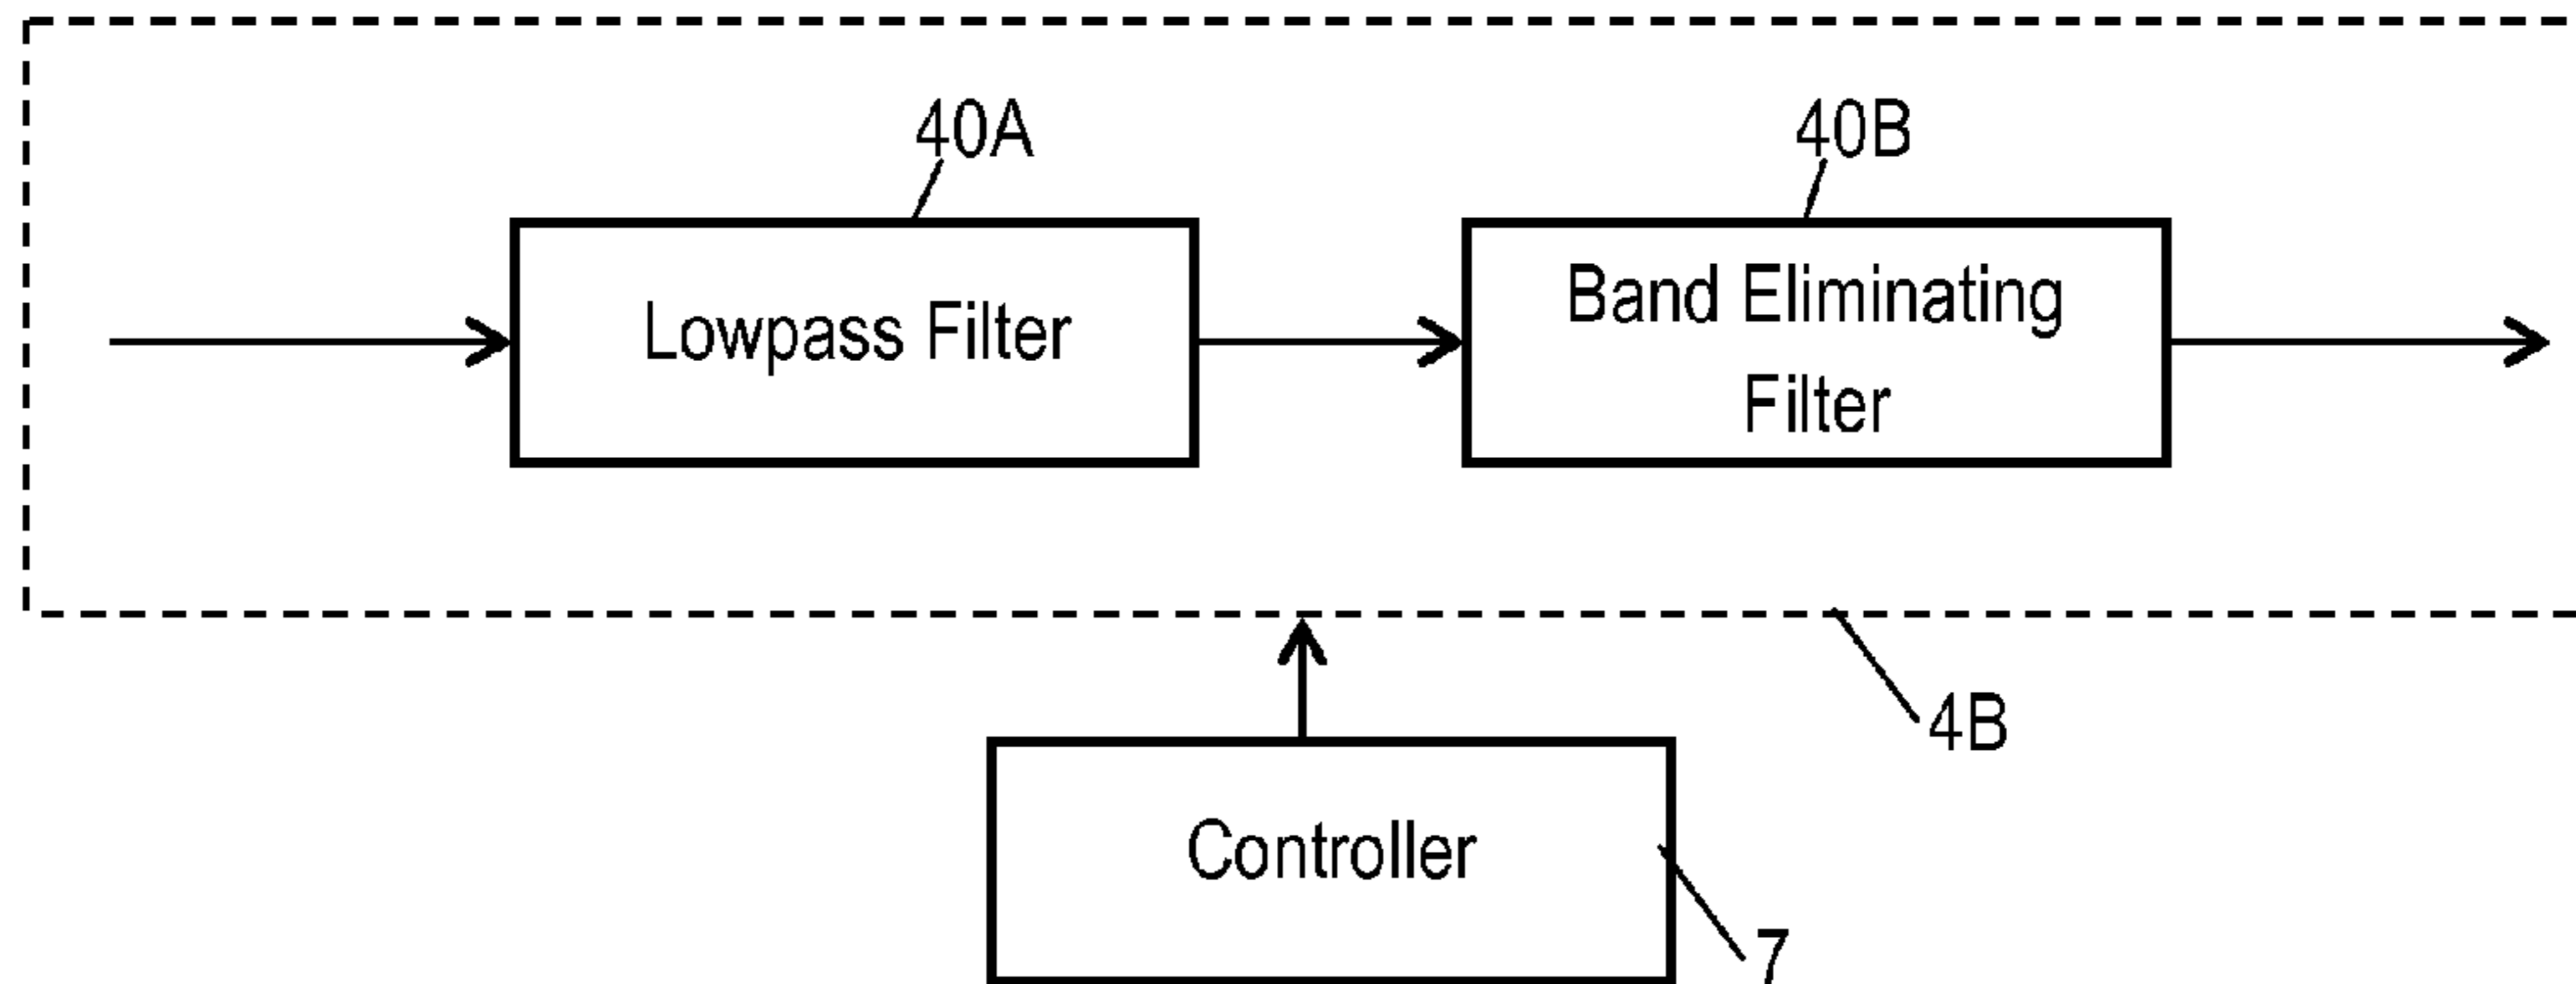 40A
40B
Lowpass Filter
Band Eliminating
Filter
4B
Controller
7